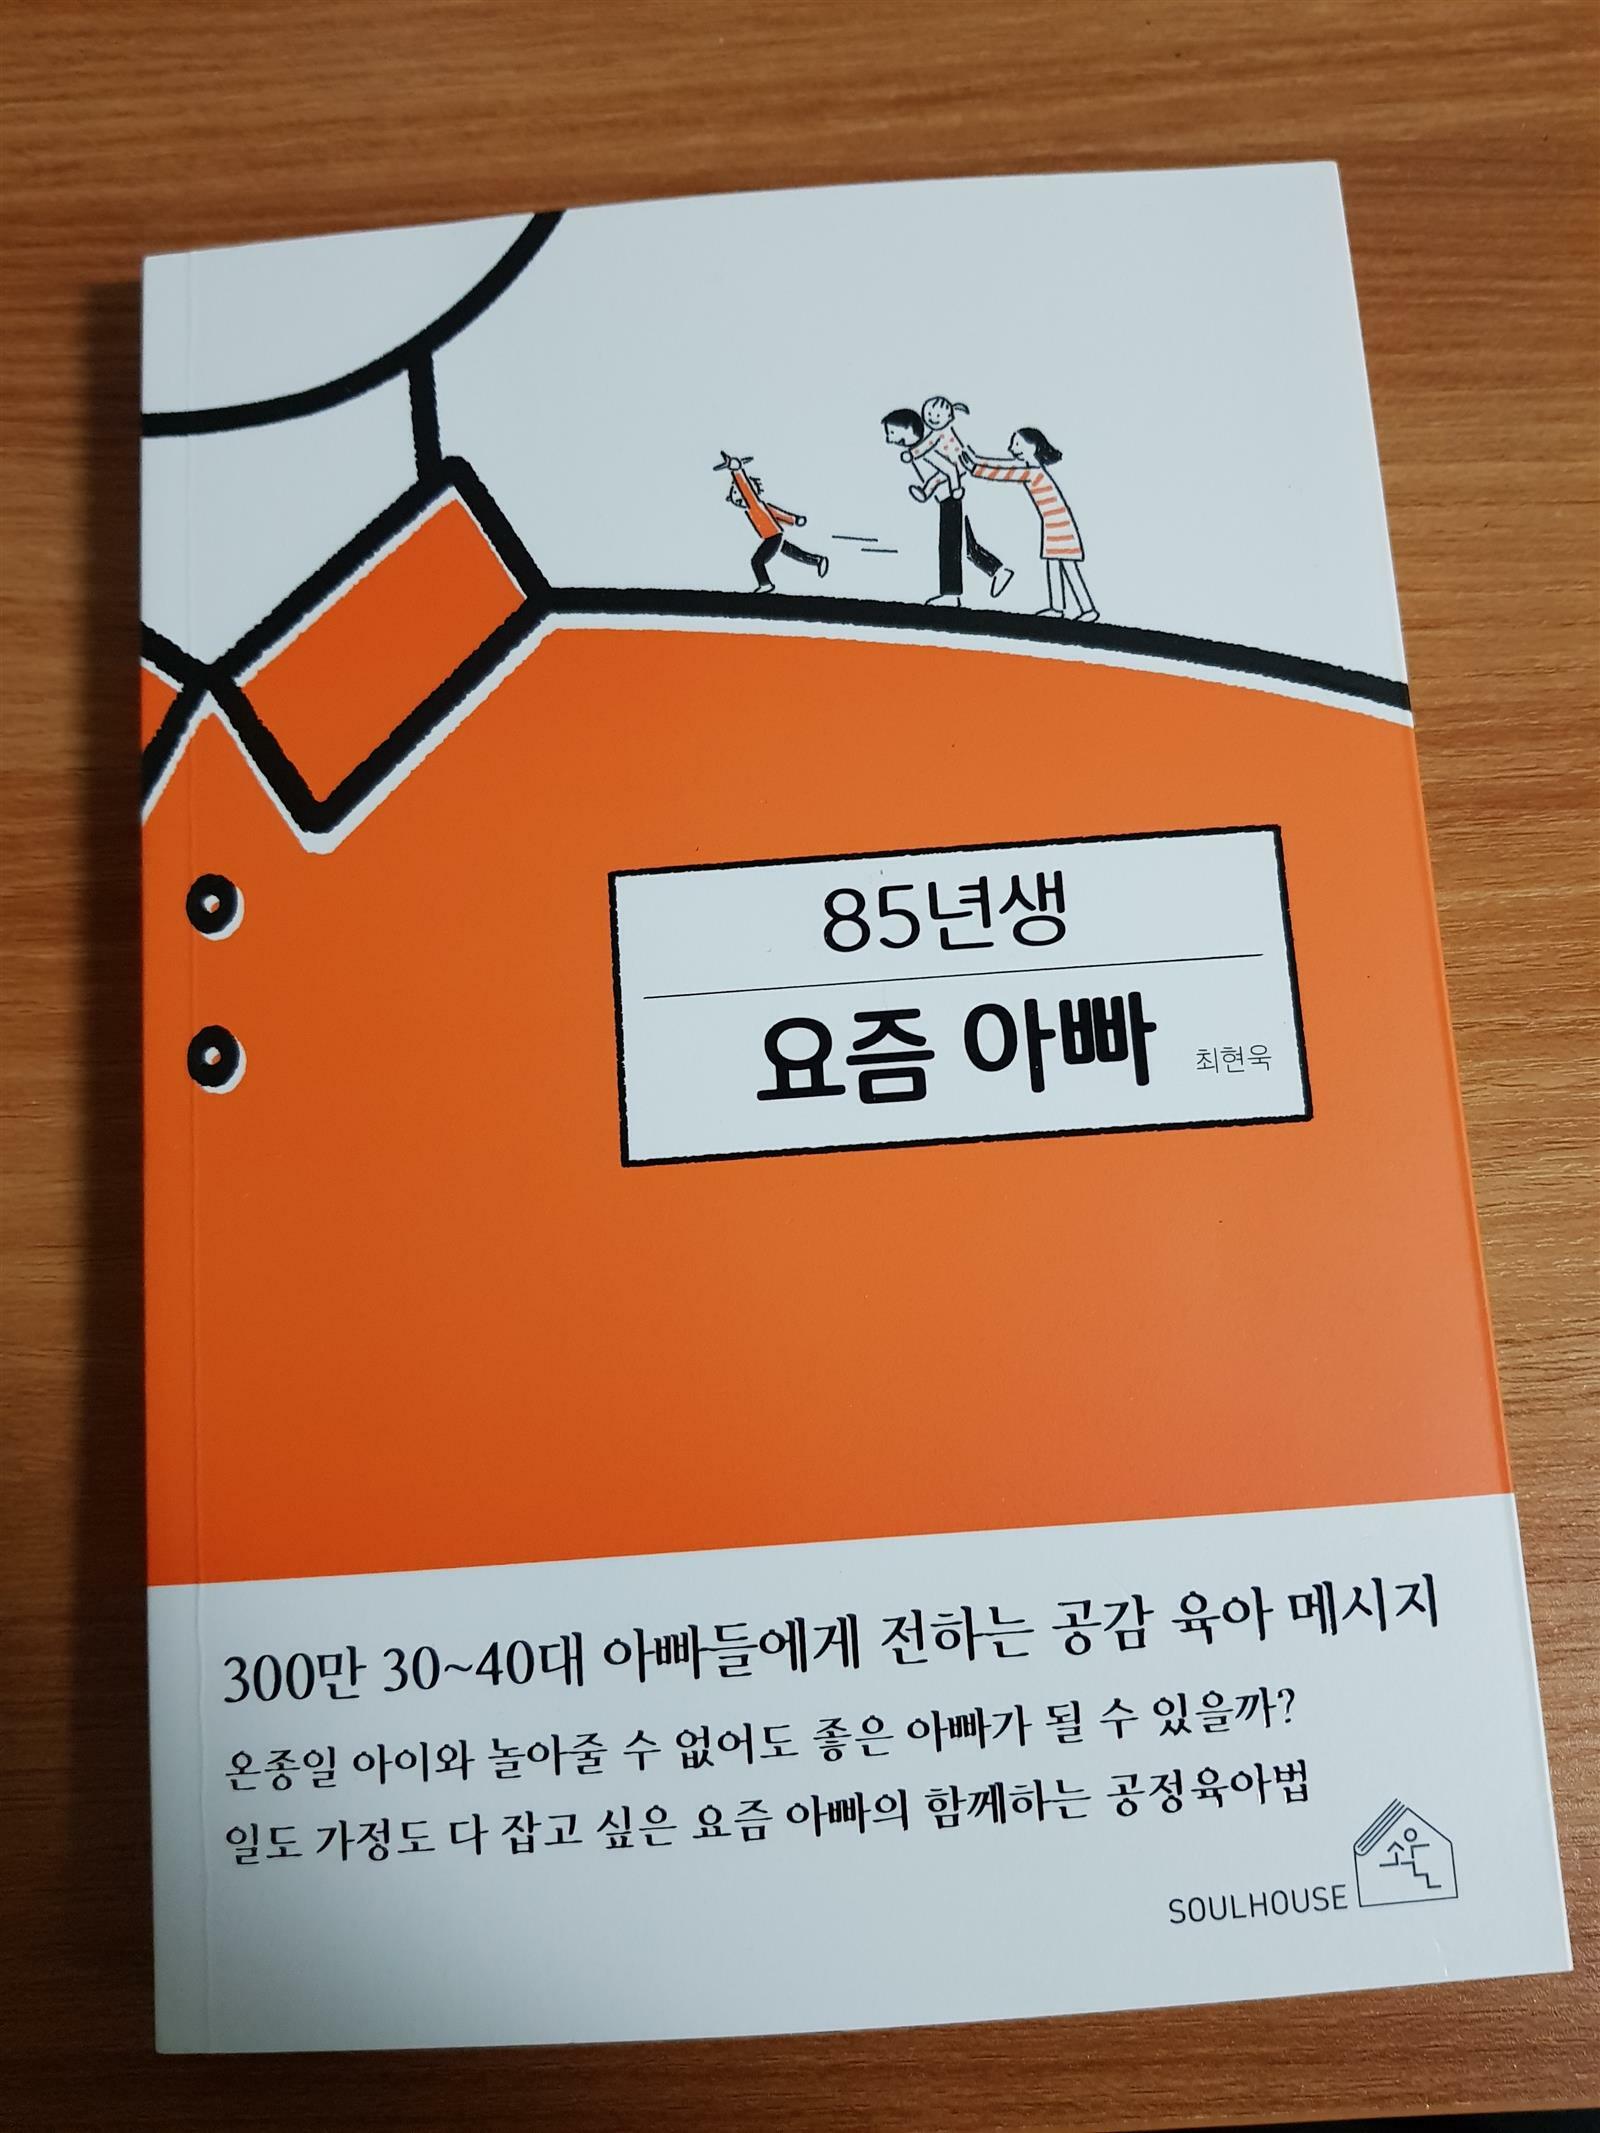 85년생
요즘 아빠 최현욱
300만 30~40대 아빠들에게 전하는 공감 육아 메시지
온종일 아이와 놀아줄 수 없어도 좋은 아빠가 될 수 있을까?
일도 가정도 다 잡고 싶은 요즘 아빠의 함께하는 공정육아법
SOULHOUSE